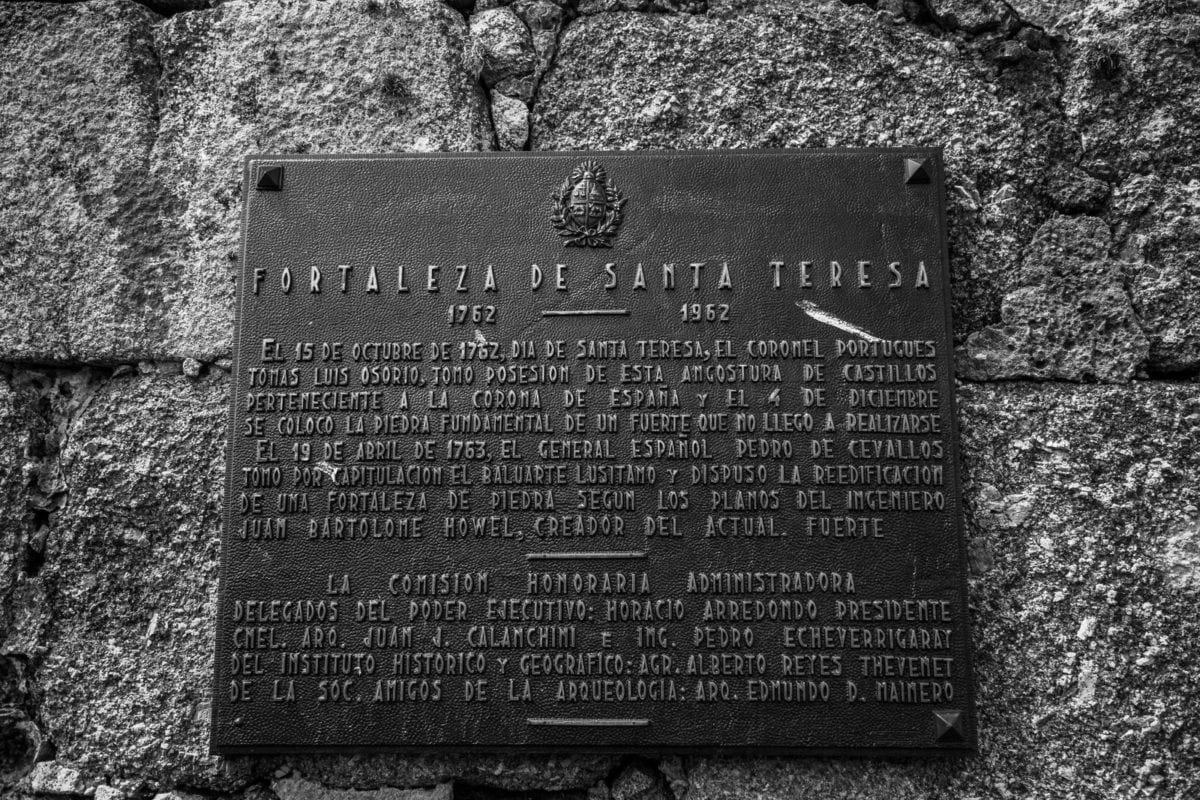 FORTALEZA DE SANTA TERESA
1762 — 1962
EL 15 DE OCTUBRE DE 1762, DIA DE SANTA TERESA, EL CORONEL PORTUGUES
TOMAS LUIS OSORIO, TOMO POSESION DE ESTA ANGOSTURA DE CASTILLOS
PERTENECIENTE A LA CORONA DE ESPAÑA Y EL 4 DE DICIEMBRE
SE COLOCO LA PIEDRA FUNDAMENTAL DE UN FUERTE QUE NO LLEGO A REALIZARSE
EL 19 DE ABRIL DE 1763, EL GENERAL ESPAÑOL PEDRO DE CEVALLOS
TOMO POR CAPITULACION EL BALUARTE LUSITANO Y DISPUSO LA REEDIFICACION
DE UNA FORTALEZA DE PIEDRA SEGUN LOS PLANOS DEL INGENIERO
JUAN BARTOLOME HOWEL, CREADOR DEL ACTUAL. FUERTE
LA COMISION HONORARIA ADMINISTRADORA
DELEGADOS DEL PODER EJECUTIVO: HORACIO ARREDONDO PRESIDENTE
CNEL. ARQ. JUAN J. CALANCHINI E ING. PEDRO ECHEVERRIGARAY
DEL INSTITUTO HISTÓRICO Y GEOGRÁFICO: AGR. ALBERTO REYES THEVENET
DE LA SOC. AMIGOS DE LA ARQUEOLOGIA: ARQ. EDMUNDO D. MAINERO